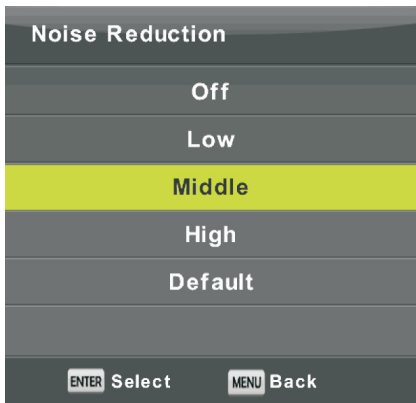 Noise Reduction
Off
Low
Middle
High
Default
ENTER Select MENU Back